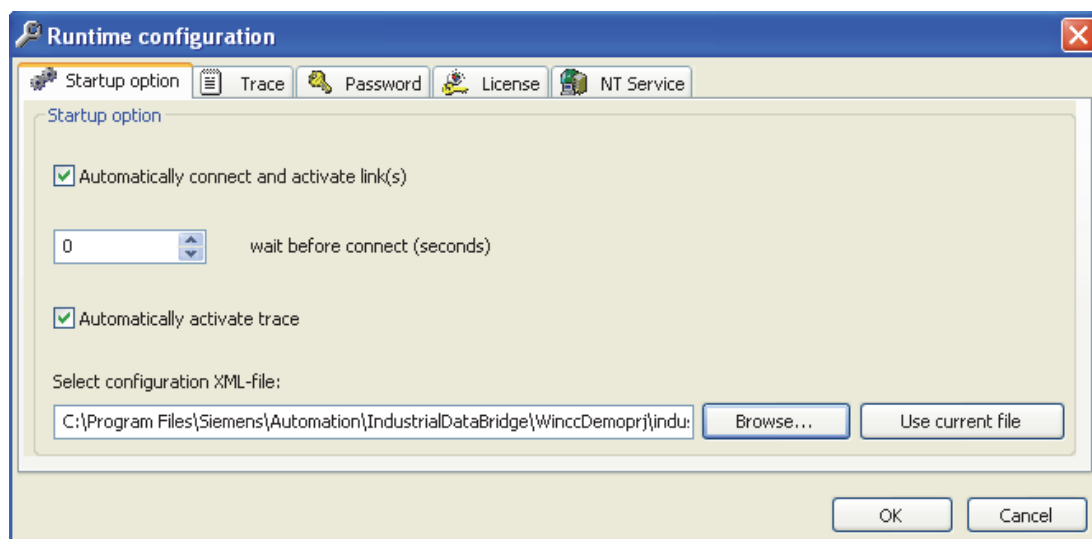 Runtime configuration
Startup option Trace Password License NT Service
Startup option
Automatically connect and activate link(s)
0 wait before connect (seconds)
Automatically activate trace
Select configuration XML-file:
C:\Program Files\Siemens\Automation\IndustrialDataBridge\WinccDemoprj\indu: Browse... Use current file
OK Cancel